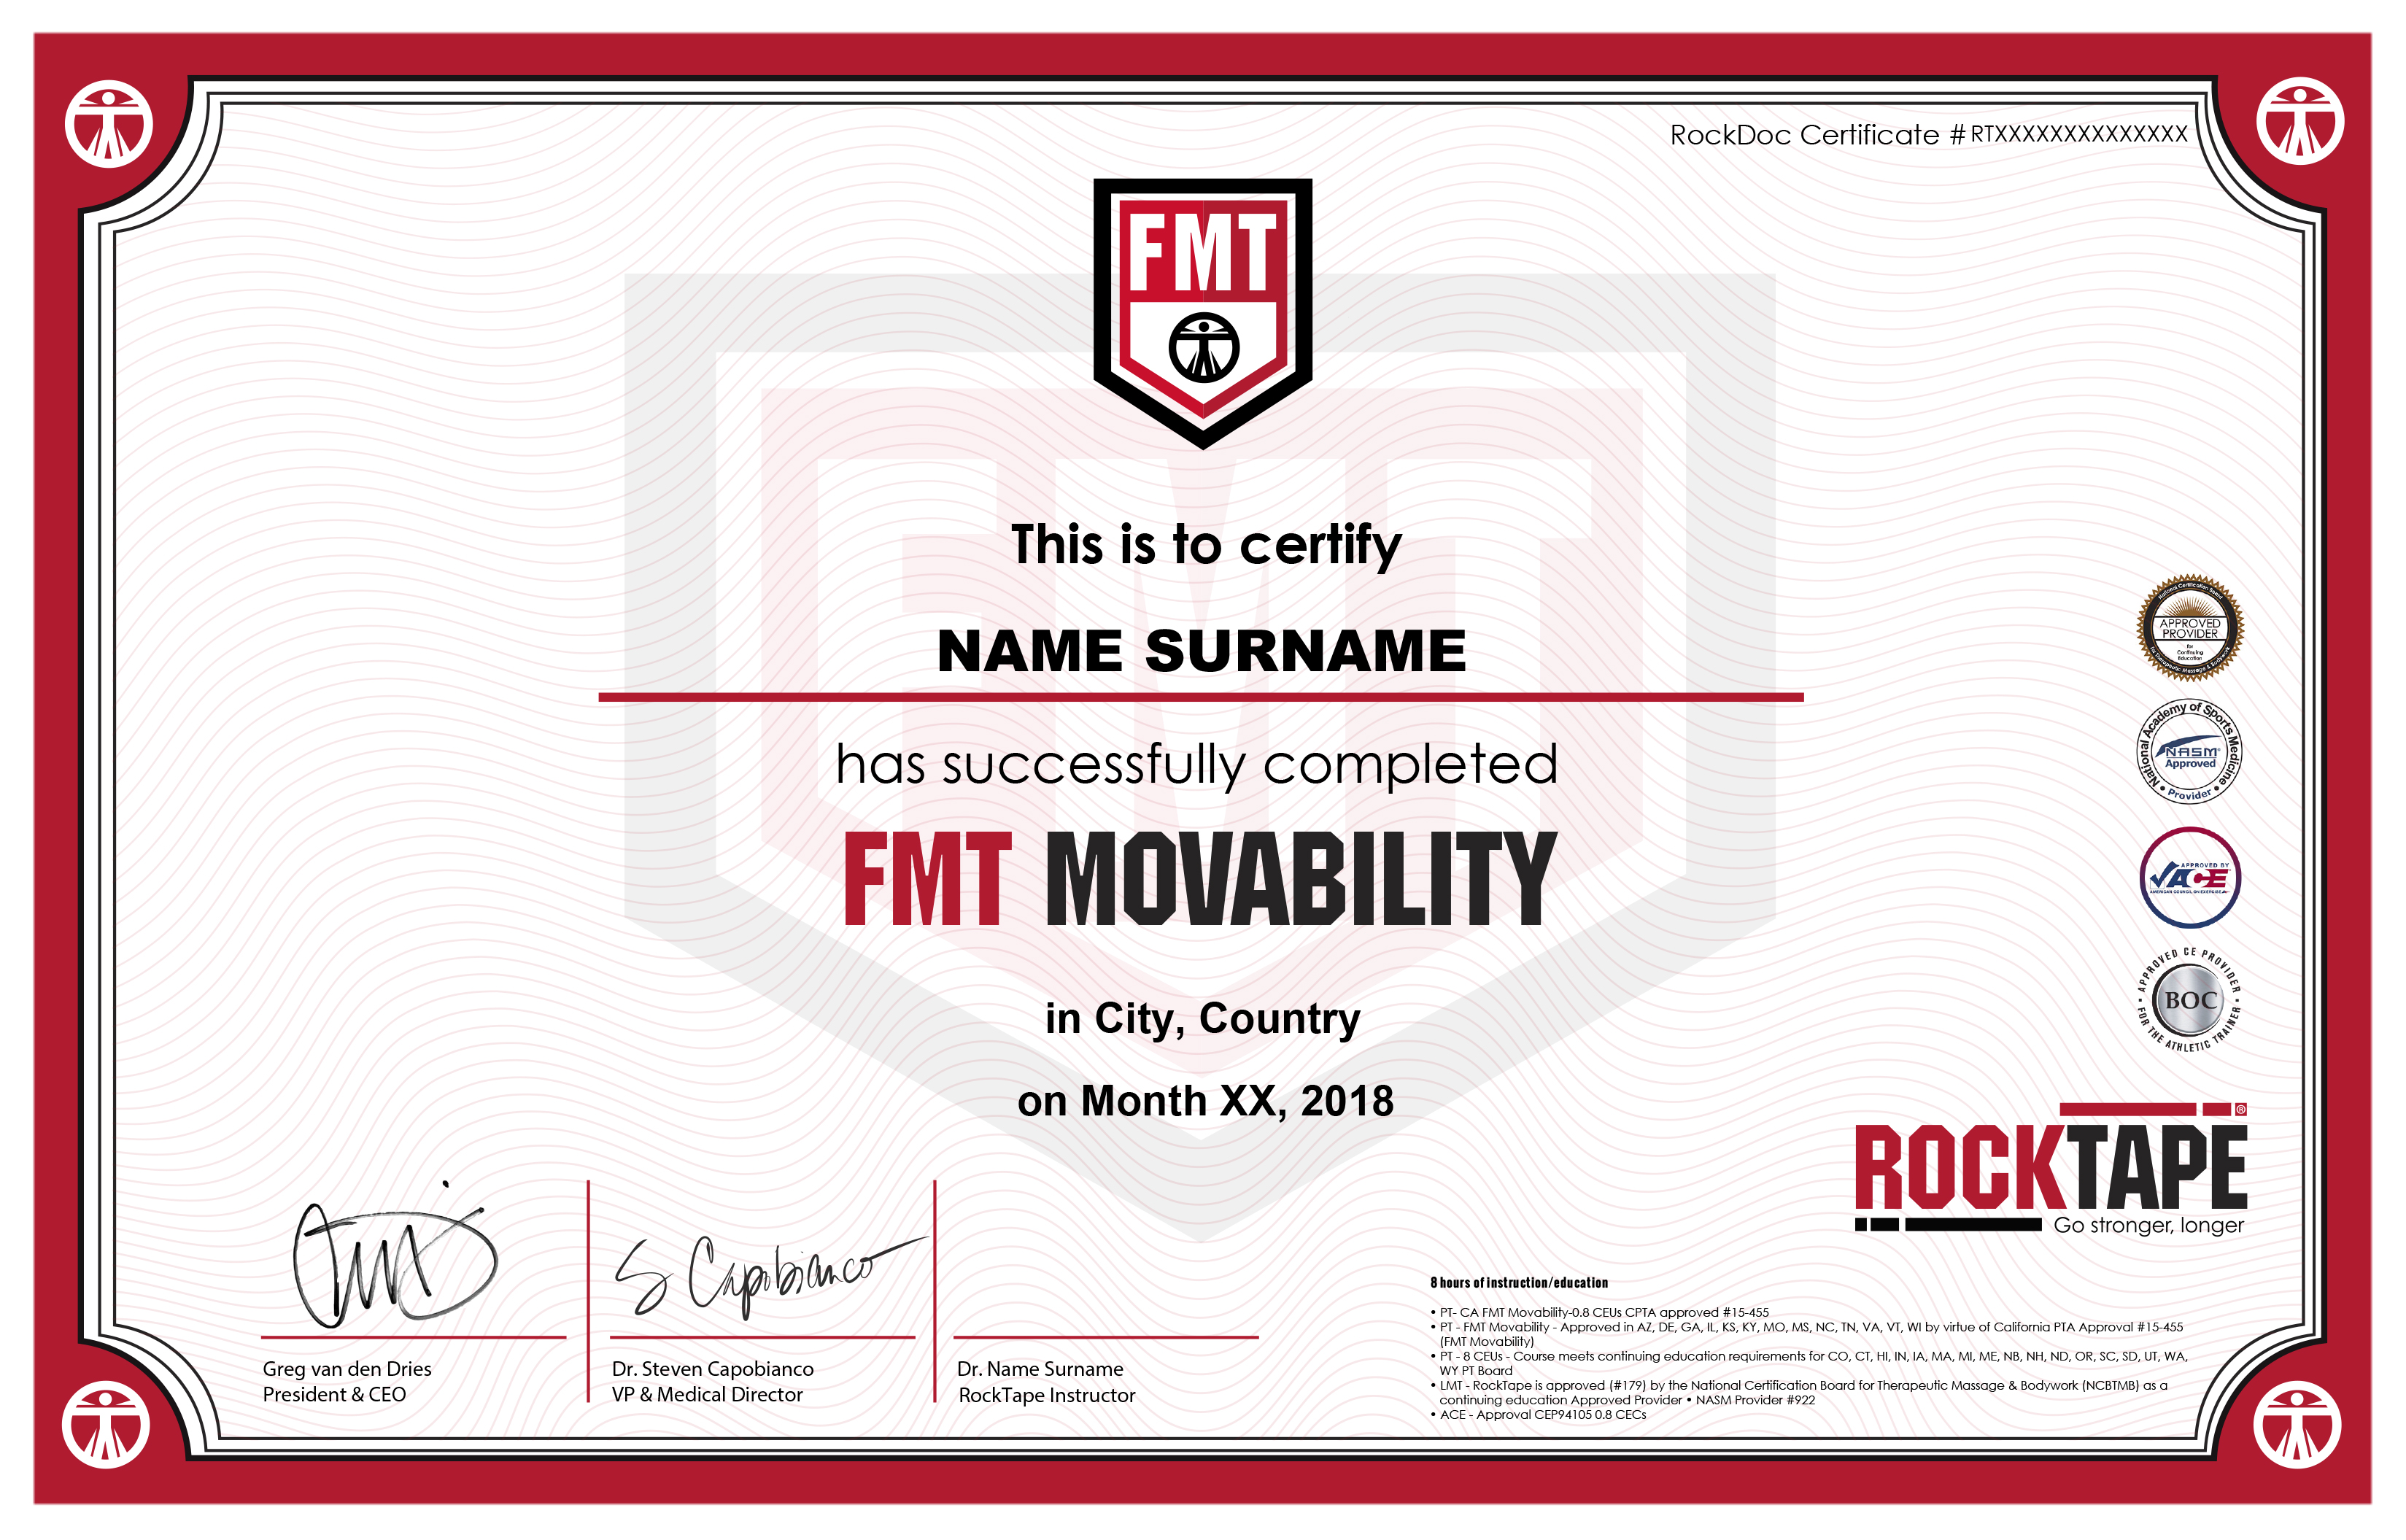 RockDoc Certificate # RTXXXXXXXXXXXXXX
FMT
This is to certify
NAME SURNAME
has successfully completed
FMT MOVABILITY
in City, Country
on Month XX, 2018
National Certification Board
APPROVED
PROVIDER
for
Continuing
Education
for Therapeutic Massage & Bodywork
National Academy of Sports Medicine
NASM
Approved
• Provider •
APPROVED BY
ACE
AMERICAN COUNCIL ON EXERCISE
• APPROVED CE PROVIDER •
BOC
FOR THE ATHLETIC TRAINER
ROCKTAPE®
Go stronger, longer
S Capobianco
Greg van den Dries
President & CEO
Dr. Steven Capobianco
VP & Medical Director
Dr. Name Surname
RockTape Instructor
8 hours of instruction/education
• PT- CA FMT Movability-0.8 CEUs CPTA approved #15-455
• PT - FMT Movability - Approved in AZ, DE, GA, IL, KS, KY, MO, MS, NC, TN, VA, VT, WI by virtue of California PTA Approval #15-455
(FMT Movability)
• PT - 8 CEUs - Course meets continuing education requirements for CO, CT, HI, IN, IA, MA, MI, ME, NB, NH, ND, OR, SC, SD, UT, WA,
WY PT Board
• LMT - RockTape is approved (#179) by the National Certification Board for Therapeutic Massage & Bodywork (NCBTMB) as a
continuing education Approved Provider • NASM Provider #922
• ACE - Approval CEP94105 0.8 CECs